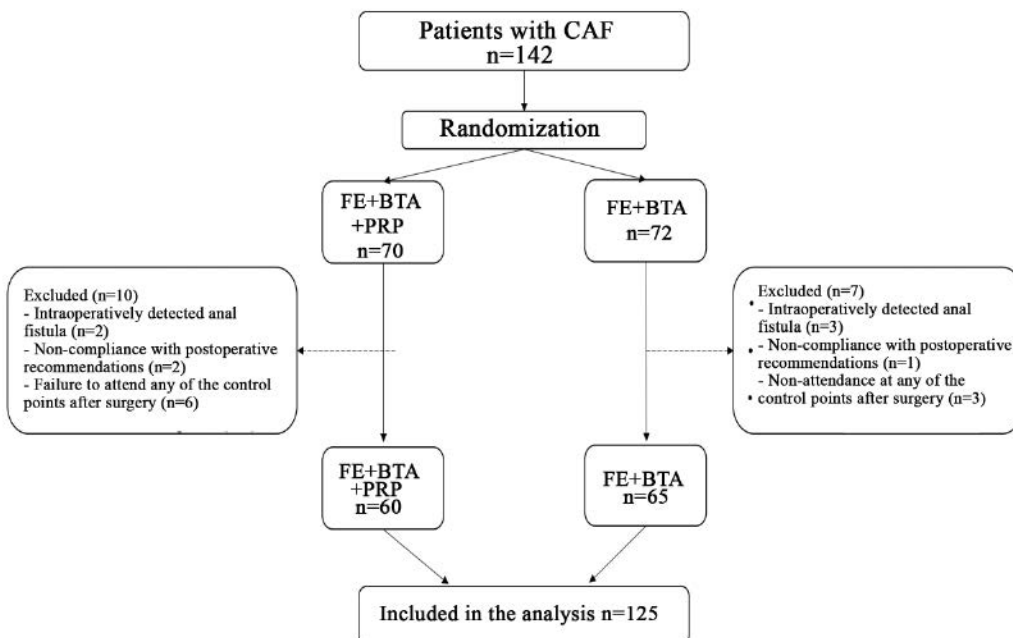 Patients with CAF
n=142
Randomization
FE+BTA
+PRP
n=70
FE+BTA
n=72
Excluded (n=10)
- Intraoperatively detected anal
fistula (n=2)
- Non-compliance with postoperative
recommendations (n=2)
- Failure to attend any of the control
points after surgery (n=6)
Excluded (n=7)
• - Intraoperatively detected anal
fistula (n=3)
• - Non-compliance with postoperative
recommendations (n=1)
- Non-attendance at any of the
• control points after surgery (n=3)
FE+BTA
+PRP
n=60
FE+BTA
n=65
Included in the analysis n=125